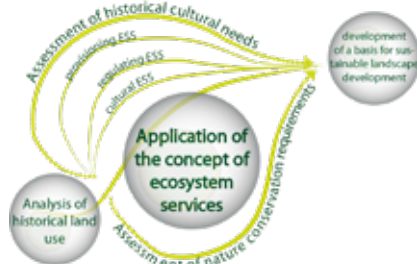 Assessment of historical cultural needs
provisioning ESS
regulating ESS
cultural ESS
development
of a basis for sus
tainable landscape
development
Application of
the concept of
ecosystem
services
Analysis of
historical land
use
Assessment of nature conservation requirements